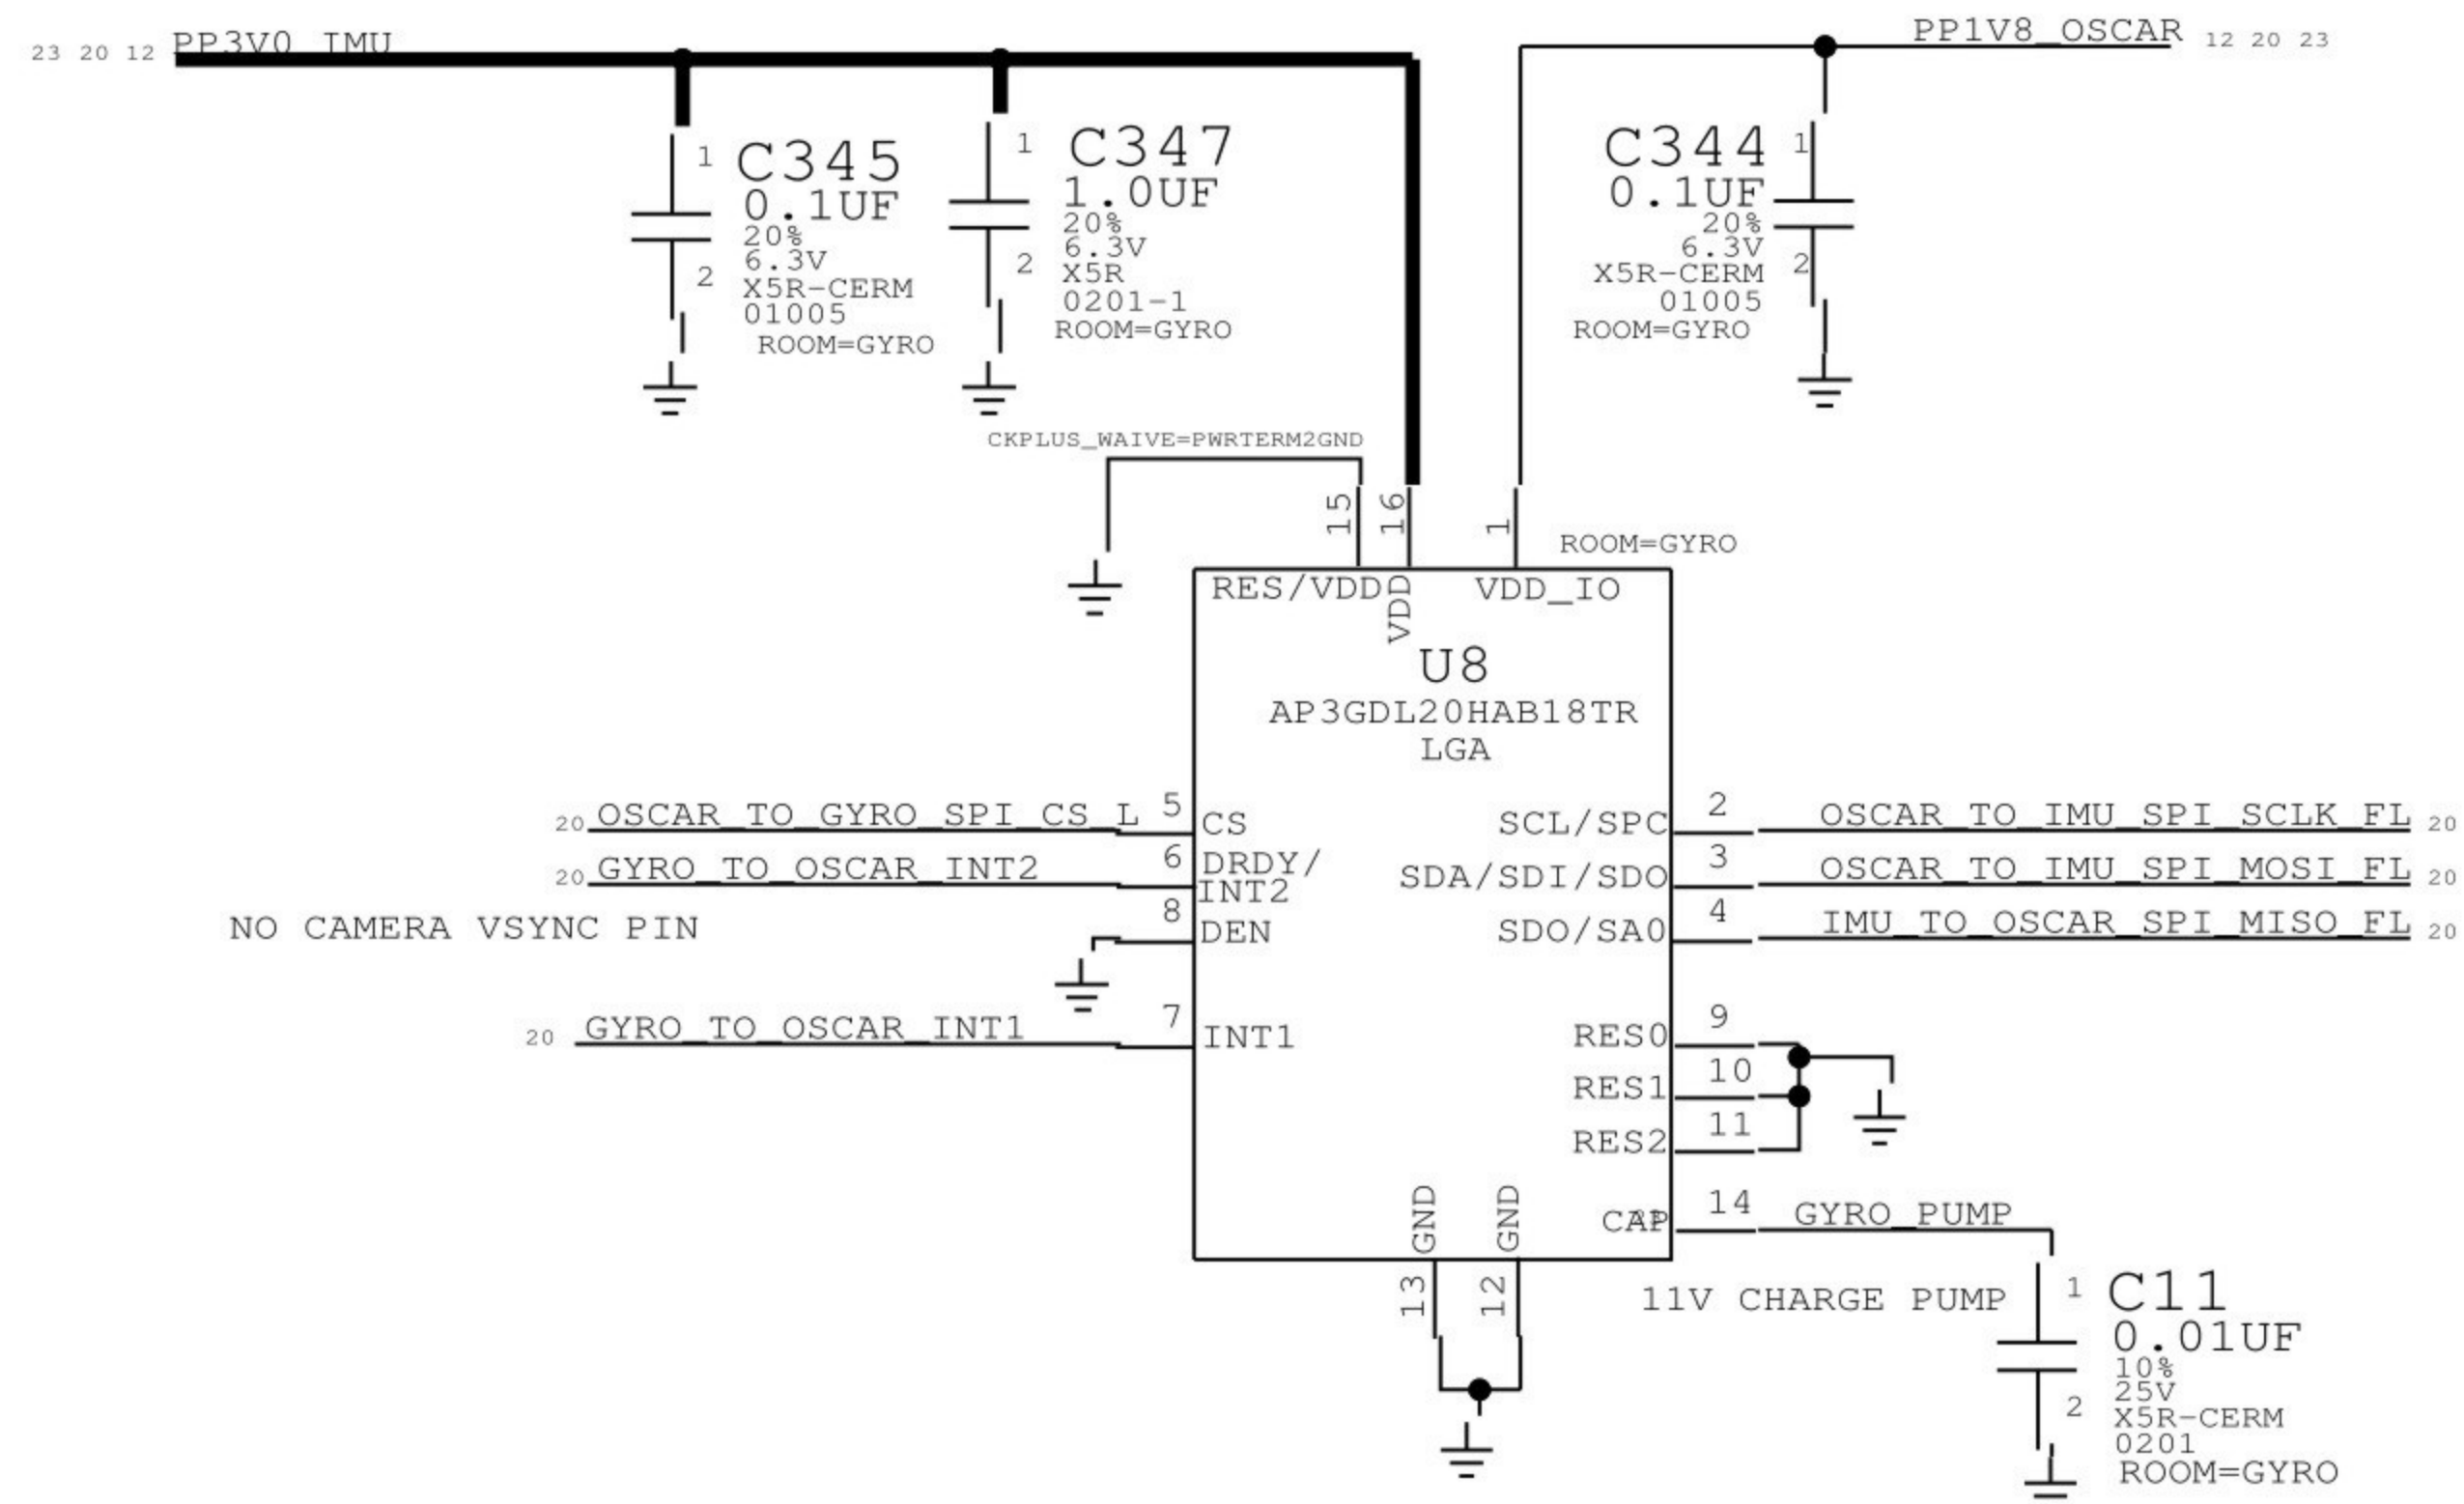 23 20 12 PP3V0_IMU
PP1V8_OSCAR 12 20 23
1
C345
0.1UF
20%
6.3V
2
X5R-CERM
01005
ROOM=GYRO
1
C347
1.0UF
20%
6.3V
2
X5R
0201-1
ROOM=GYRO
C344
1
0.1UF
20%
6.3V
2
X5R-CERM
01005
ROOM=GYRO
CKPLUS_WAIVE=PWRTERM2GND
15
16
1
ROOM=GYRO
RES/VDD
VDD
VDD_IO
U8
AP3GDL20HAB18TR
LGA
20 OSCAR_TO_GYRO_SPI_CS_L 5 CS
20 GYRO_TO_OSCAR_INT2 6 DRDY/
INT2
NO CAMERA VSYNC PIN
8 DEN
20 GYRO_TO_OSCAR_INT1 7 INT1
SCL/SPC 2 OSCAR_TO_IMU_SPI_SCLK_FL 20
SDA/SDI/SDO 3 OSCAR_TO_IMU_SPI_MOSI_FL 20
SDO/SA0 4 IMU_TO_OSCAR_SPI_MISO_FL 20
RES0 9
RES1 10
RES2 11
CAP 14 GYRO_PUMP
GND
GND
13
12
11V CHARGE PUMP
1
C11
0.01UF
10%
25V
2
X5R-CERM
0201
ROOM=GYRO